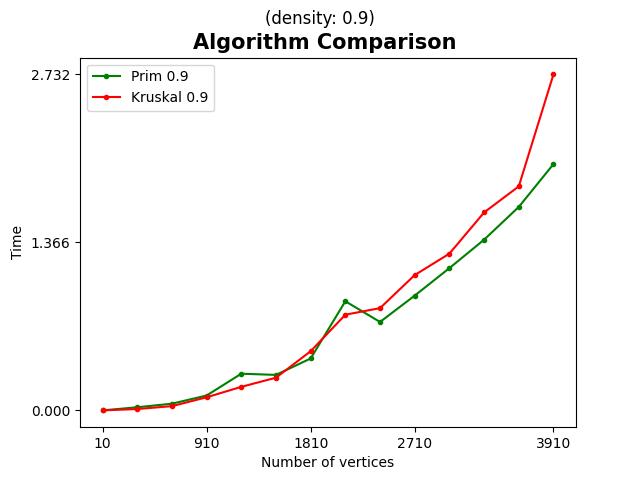 (density: 0.9)
Algorithm Comparison
Prim 0.9
Kruskal 0.9
2.732
1.366
0.000
Time
10 910 1810 2710 3910
Number of vertices